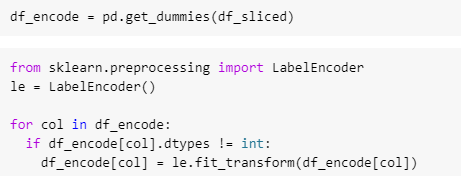 df_encode = pd.get_dummies(df_sliced)
from sklearn.preprocessing import LabelEncoder
le = LabelEncoder()
for col in df_encode:
  if df_encode[col].dtypes != int:
    df_encode[col] = le.fit_transform(df_encode[col])